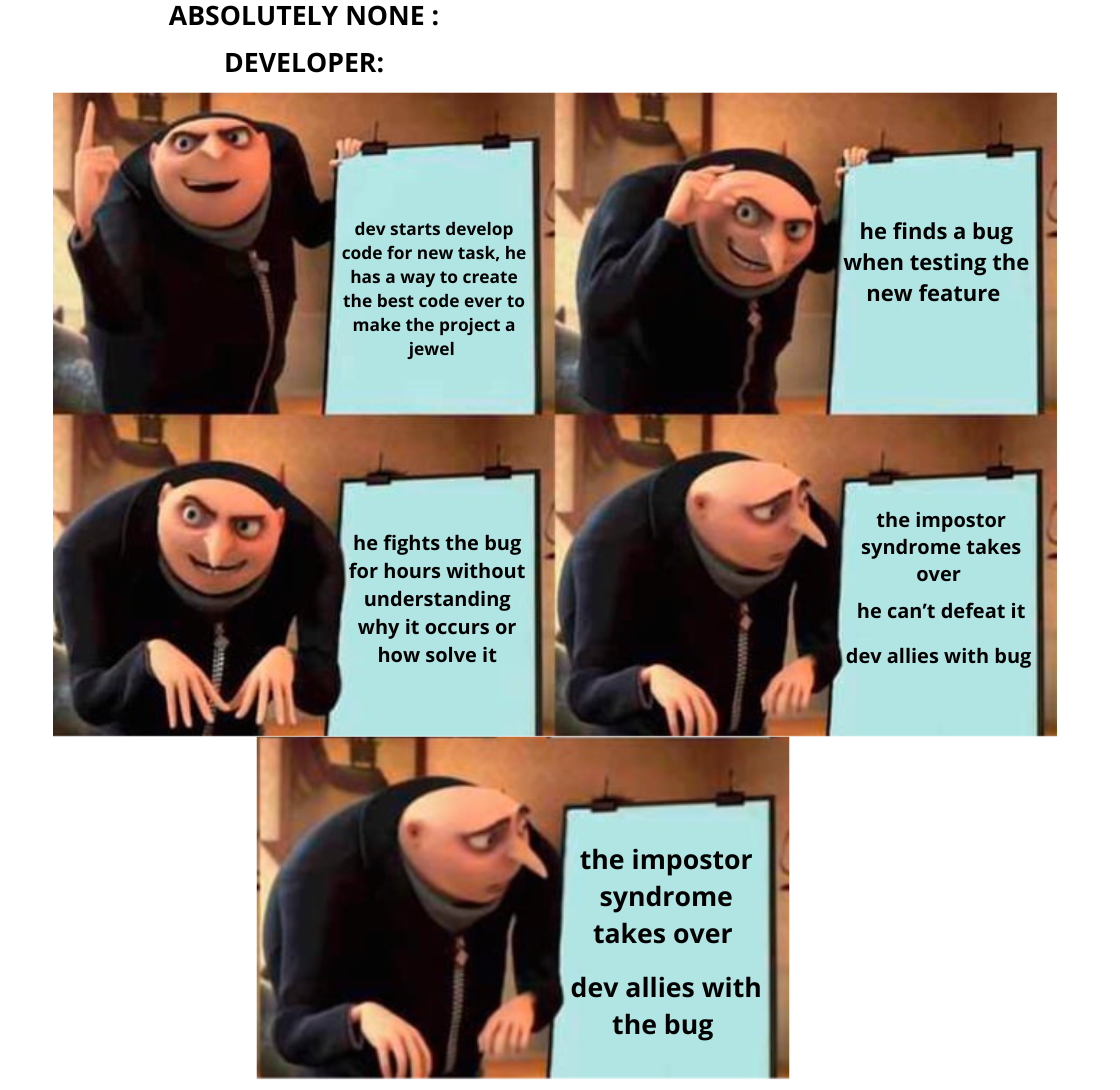 ABSOLUTELY NONE :
DEVELOPER:
dev starts develop
code for new task, he
has a way to create
the best code ever to
make the project a
jewel
he finds a bug
when testing the
new feature
he fights the bug
for hours without
understanding
why it occurs or
how solve it
the impostor
syndrome takes
over
he can't defeat it
dev allies with bug
the impostor
syndrome
takes over
dev allies with
the bug